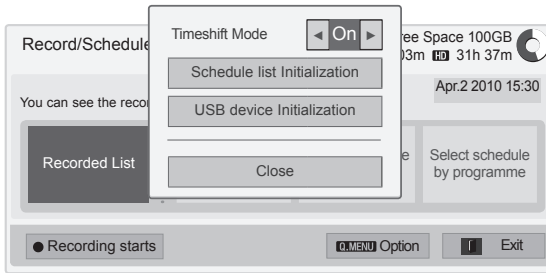 Record/Schedule
Free Space 100GB
03m HD 31h 37m
Timeshift Mode ◄ On ►
Schedule list Initialization
USB device Initialization
Close
Apr.2 2010 15:30
You can see the
Recorded List
Select schedule
by programme
● Recording starts
Q.MENU Option
Exit